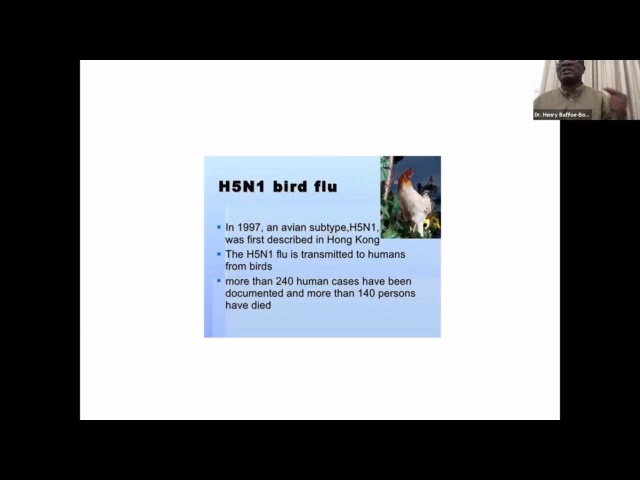 Dr. Henry Baffoe-Bo...
H5N1 bird flu
In 1997, an avian subtype,H5N1,
was first described in Hong Kong
The H5N1 flu is transmitted to humans
from birds
more than 240 human cases have been
documented and more than 140 persons
have died